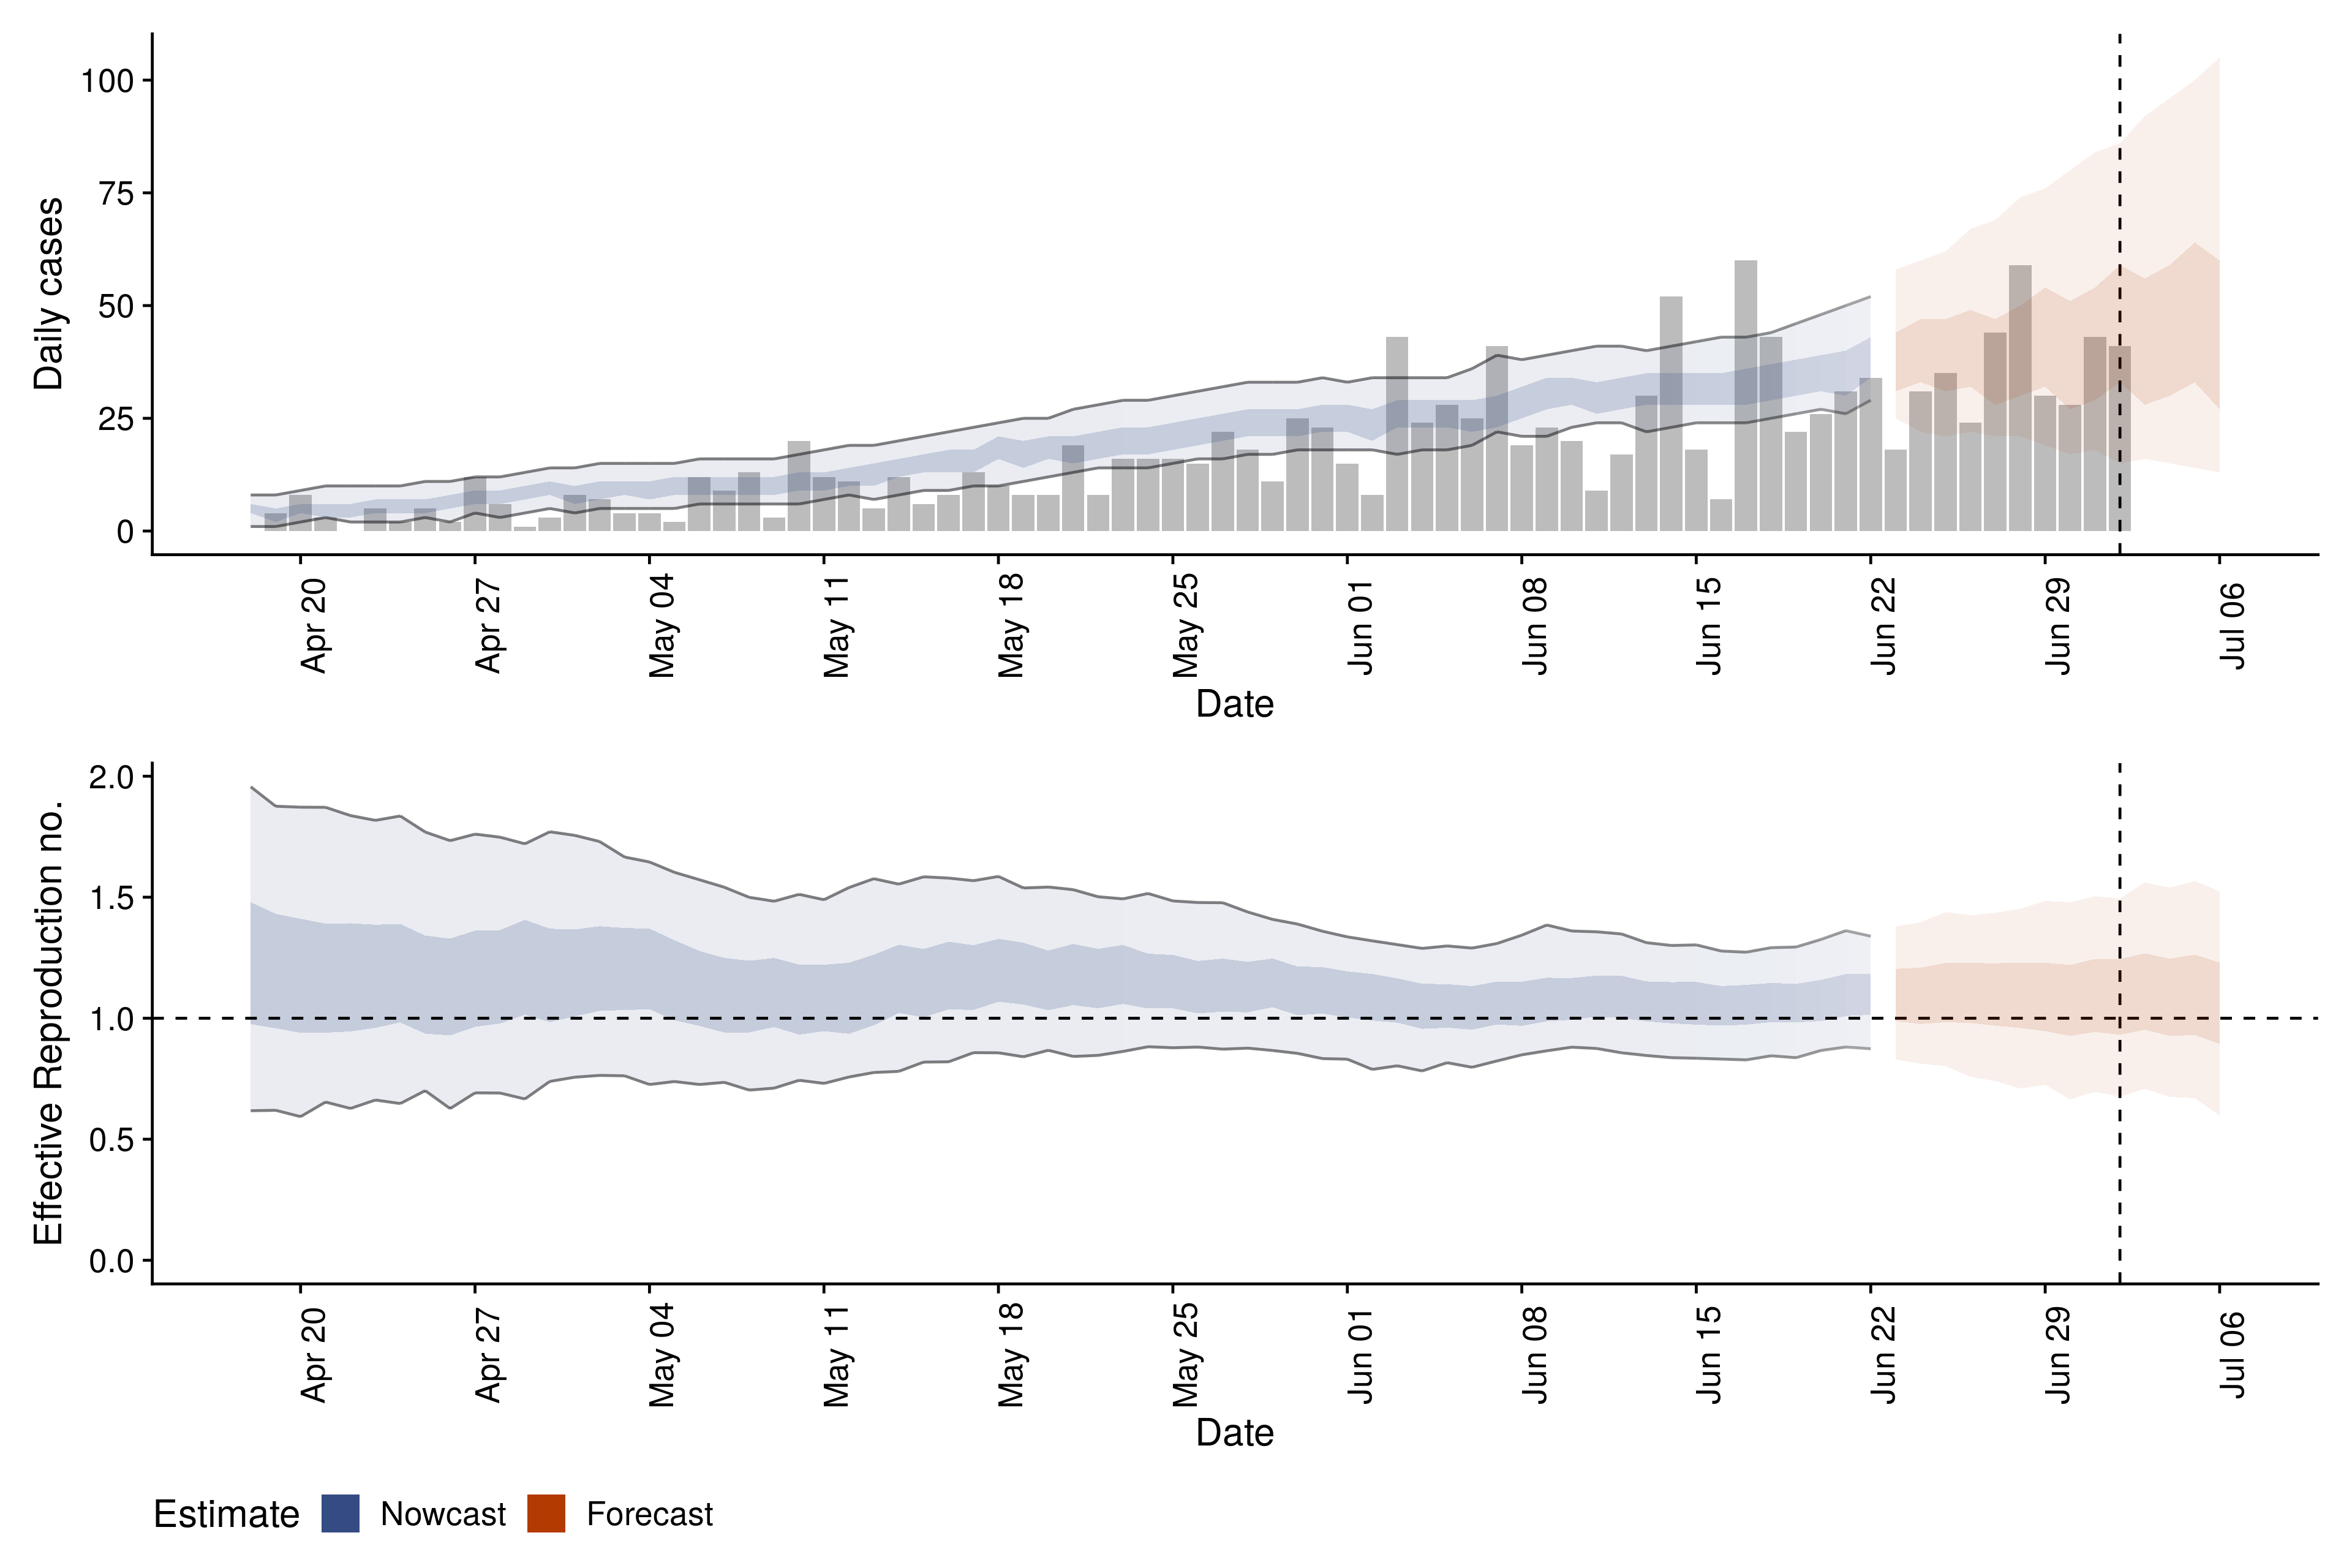 Daily cases
100
75
50
25
0
Apr 20
Apr 27
May 04
May 11
May 18
May 25
Jun 01
Jun 08
Jun 15
Jun 22
Jun 29
Jul 06
Date
Effective Reproduction no.
2.0
1.5
1.0
0.5
0.0
Apr 20
Apr 27
May 04
May 11
May 18
May 25
Jun 01
Jun 08
Jun 15
Jun 22
Jun 29
Jul 06
Date
Estimate Nowcast Forecast